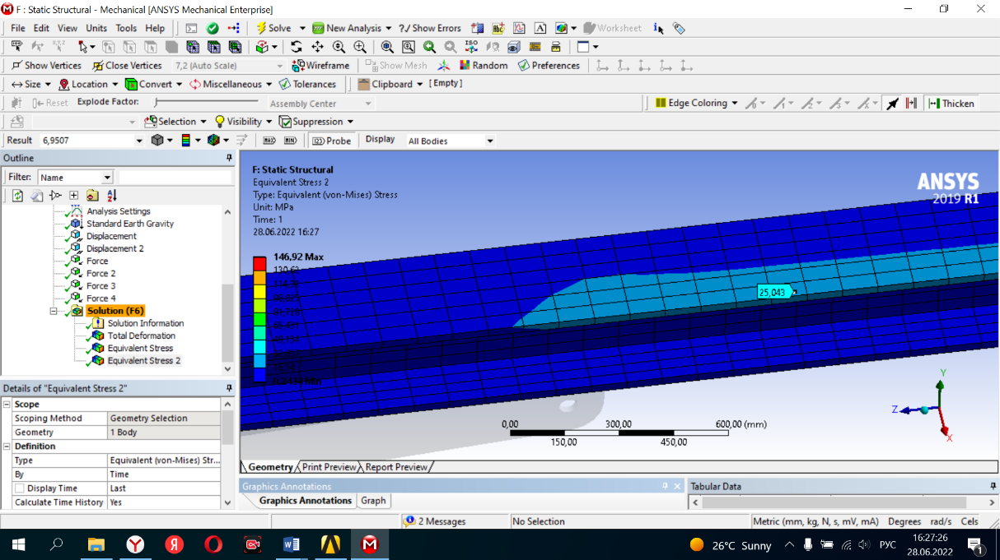 F : Static Structural - Mechanical [ANSYS Mechanical Enterprise]
File Edit View Units Tools Help Solve New Analysis Show Errors Worksheet
Show Vertices Close Vertices 7,2 (Auto Scale) Wireframe Show Mesh Random Preferences
Size Location Convert Miscellaneous Tolerances Clipboard [ Empty ]
Reset Explode Factor: Assembly Center Edge Coloring Thicken
Selection Visibility Suppression
Result 6,9507 MAX MIN Probe Display All Bodies
Outline
Filter: Name
Analysis Settings
Standard Earth Gravity
Displacement
Displacement 2
Force
Force 2
Force 3
Force 4
Solution (F6)
Solution Information
Total Deformation
Equivalent Stress
Equivalent Stress 2
Details of "Equivalent Stress 2"
Scope
Scoping Method Geometry Selection
Geometry 1 Body
Definition
Type Equivalent (von-Mises) Str...
By Time
Display Time Last
Calculate Time History Yes
F: Static Structural
Equivalent Stress 2
Type: Equivalent (von-Mises) Stress
Unit: MPa
Time: 1
28.06.2022 16:27
146,92 Max
ANSYS
2019 R1
25,043
Y
Z
X
0,00 300,00 600,00 (mm)
150,00 450,00
Geometry Print Preview Report Preview
Graphics Annotations
Graphics Annotations Graph
Tabular Data
2 Messages No Selection Metric (mm, kg, N, s, mV, mA) Degrees rad/s Cels
26°C Sunny РУС 16:27:26
28.06.2022
1